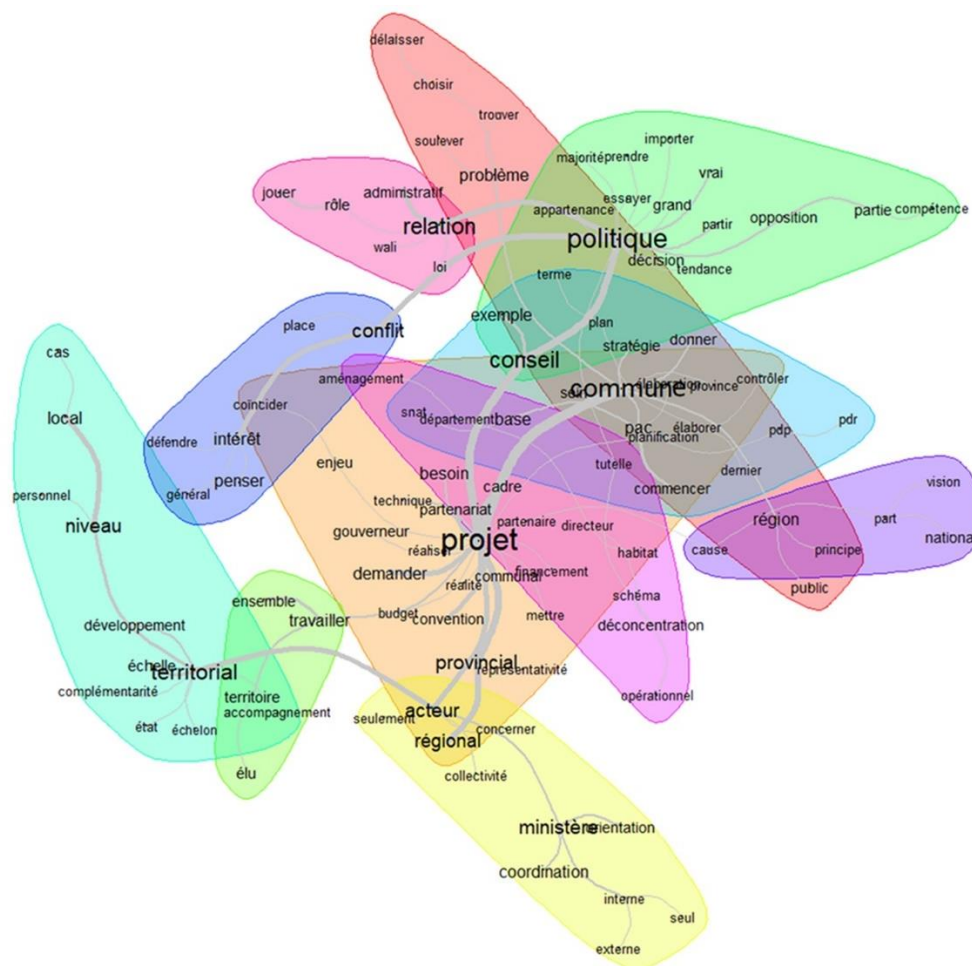 délaisser
choisir
trouver
soulever
majorité
prendre
importer
problème
vrai
jouer
administratif
essayer
rôle
grand
appartenance
relation
partir
opposition
partie
compétence
politique
wali
décision
loi
terme
tendance
exemple
place
conflit
plan
stratégie
donner
cas
conseil
aménagement
élaboration
province
contrôler
commune
sein
coincider
snat
département
base
local
pac
élaborer
pdp
pdr
planification
défendre
intérêt
enjeu
tutelle
dernier
besoin
penser
général
cadre
commencer
vision
personnel
technique
partenariat
niveau
gouverneur
partenaire
directeur
région
part
projet
national
réaliser
habitat
cause
principe
demander
communal
financement
réalité
public
ensemble
schéma
budget
convention
mettre
travailler
développement
déconcentration
échelle
provincial
territorial
représentativité
complémentarité
territoire
opérationnel
accompagnement
acteur
seulement
état
échelon
concerner
régional
élu
collectivité
ministère
orientation
coordination
interne
seul
externe